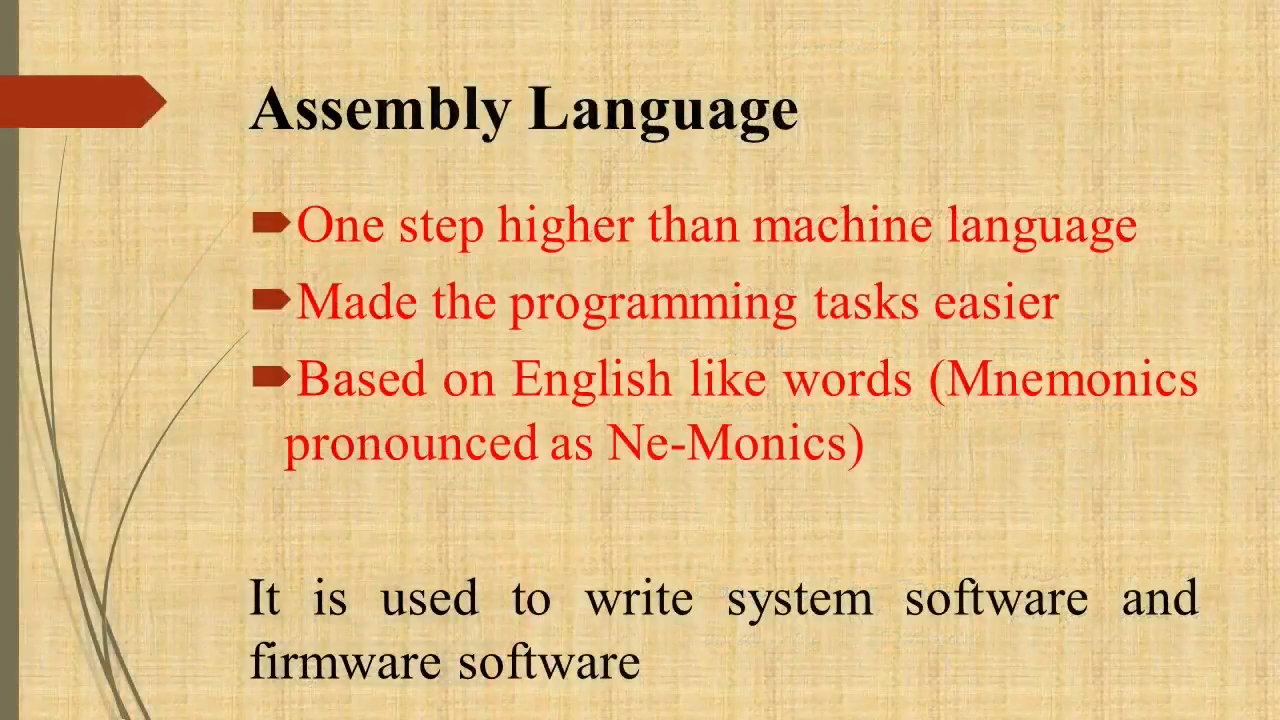 Assembly Language
One step higher than machine language
Made the programming tasks easier
Based on English like words (Mnemonics
pronounced as Ne-Monics)
It is used to write system software and
firmware software